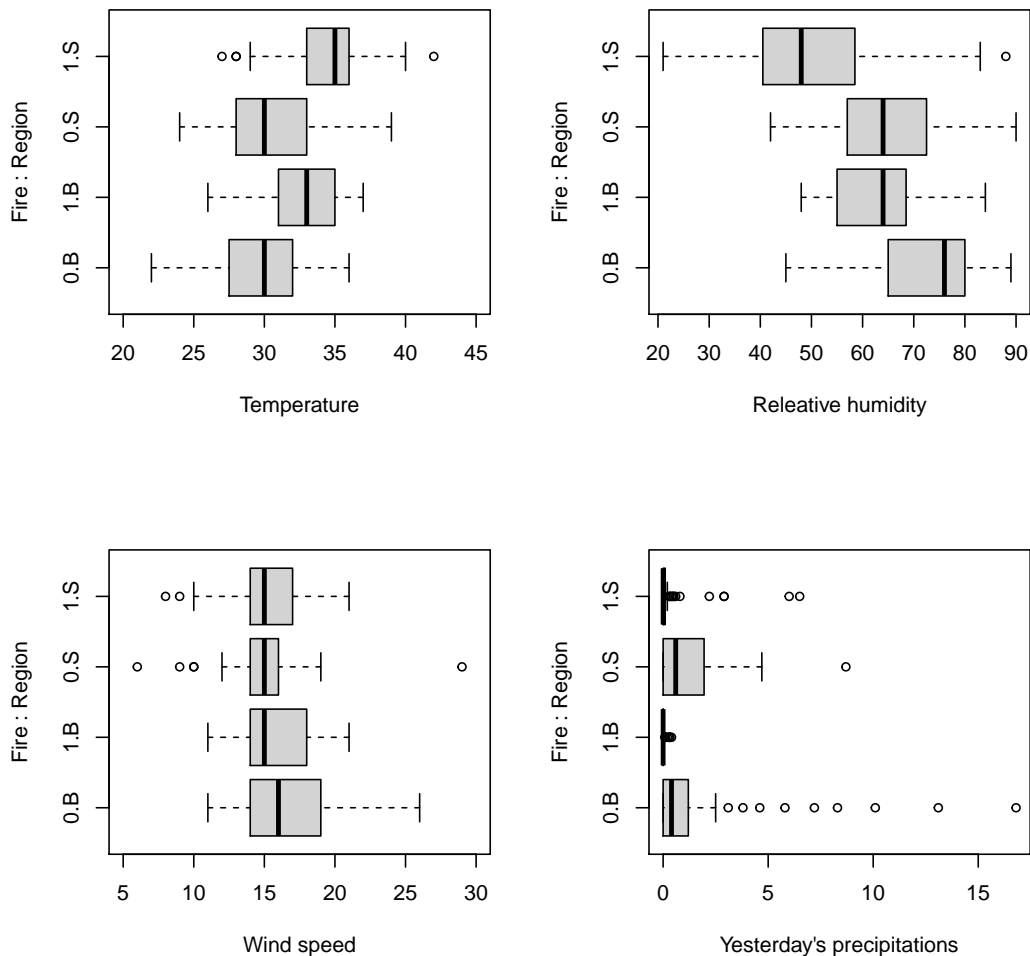 1.S
0.S
1.B
0.B
Fire : Region
20 25 30 35 40 45
Temperature
1.S
0.S
1.B
0.B
Fire : Region
20 30 40 50 60 70 80 90
Releative humidity
1.S
0.S
1.B
0.B
Fire : Region
5 10 15 20 25 30
Wind speed
1.S
0.S
1.B
0.B
Fire : Region
0 5 10 15
Yesterday's precipitations